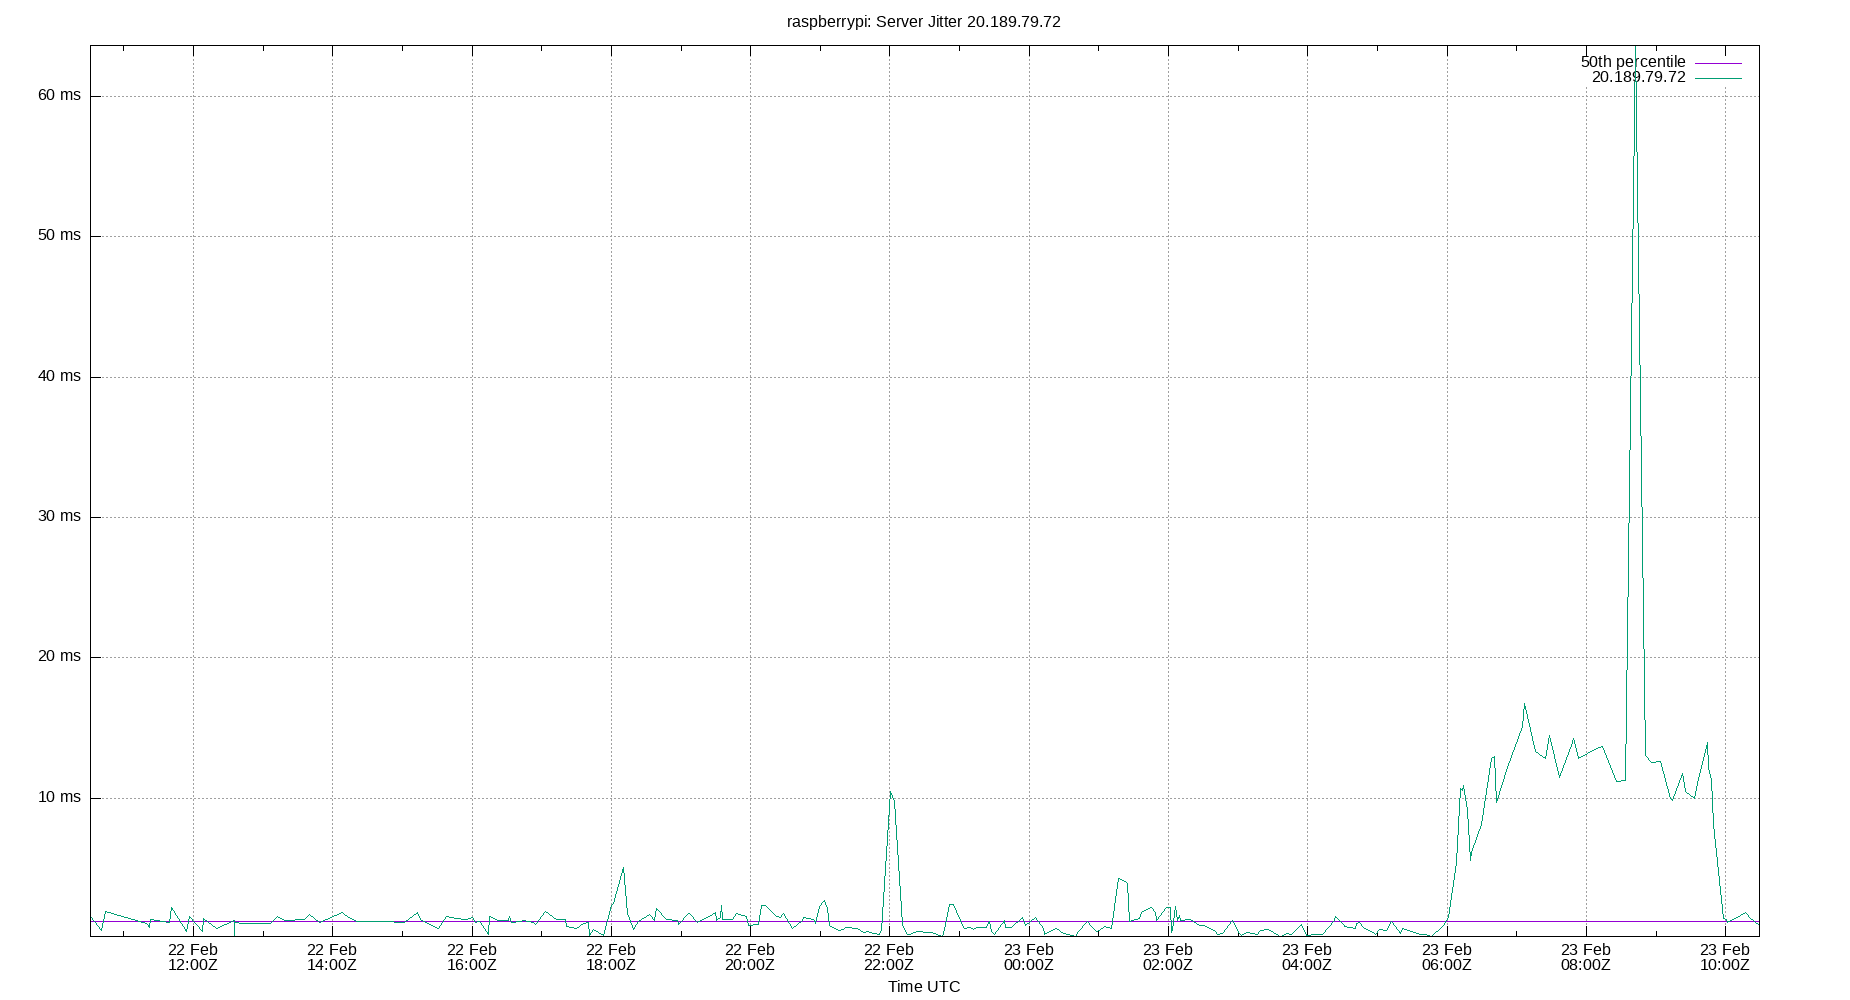 raspberrypi: Server Jitter 20.189.79.72
50th percentile
20.189.79.72
60 ms
50 ms
40 ms
30 ms
20 ms
10 ms
22 Feb 22 Feb 22 Feb 22 Feb 22 Feb 22 Feb 23 Feb 23 Feb 23 Feb 23 Feb 23 Feb 23 Feb
12:00Z 14:00Z 16:00Z 18:00Z 20:00Z 22:00Z 00:00Z 02:00Z 04:00Z 06:00Z 08:00Z 10:00Z
Time UTC